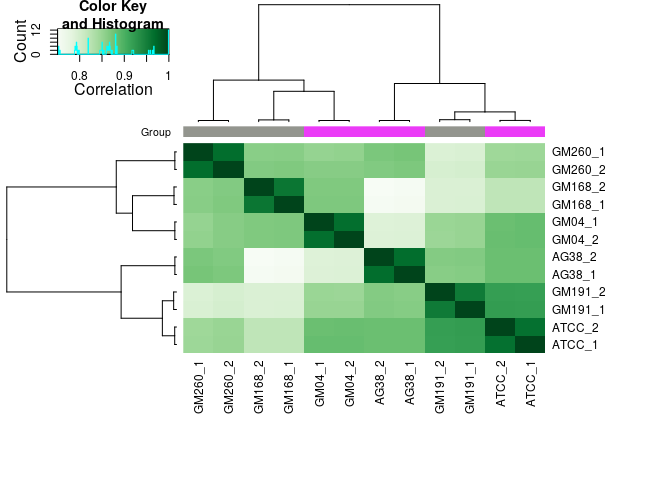 Color Key
and Histogram
Count
0
12
0.8
0.9
1
Correlation
Group
GM260_1
GM260_2
GM168_2
GM168_1
GM04_1
GM04_2
AG38_2
AG38_1
GM191_2
GM191_1
ATCC_2
ATCC_1
GM260_1
GM260_2
GM168_2
GM168_1
GM04_1
GM04_2
AG38_2
AG38_1
GM191_2
GM191_1
ATCC_2
ATCC_1